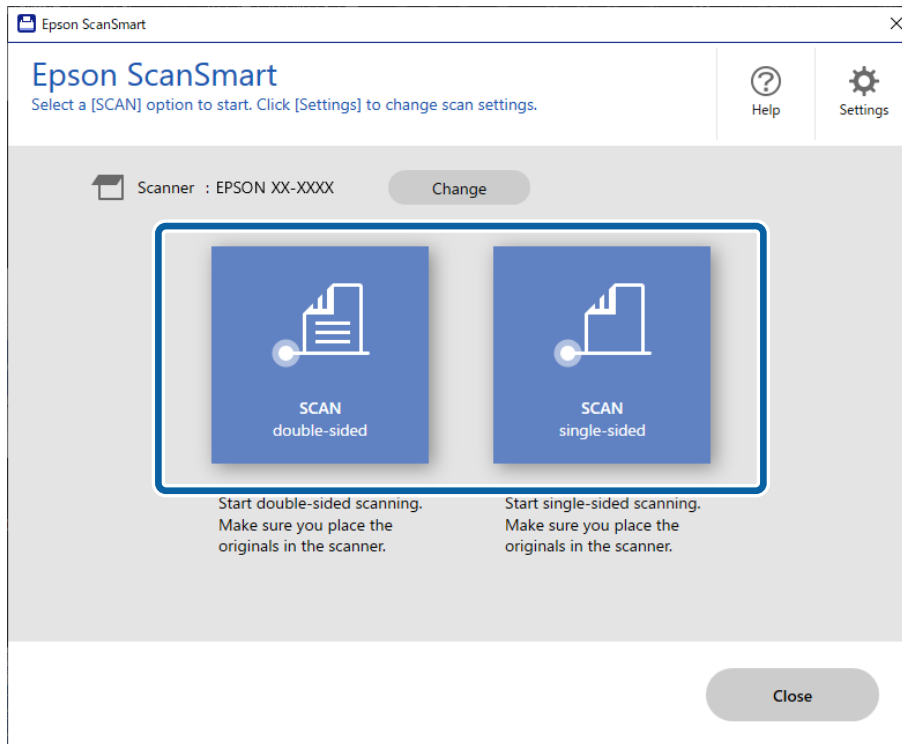 Epson ScanSmart
Epson ScanSmart
Select a [SCAN] option to start. Click [Settings] to change scan settings.
Help
Settings
Scanner : EPSON XX-XXXX
Change
SCAN
double-sided
SCAN
single-sided
Start double-sided scanning.
Make sure you place the
originals in the scanner.
Start single-sided scanning.
Make sure you place the
originals in the scanner.
Close